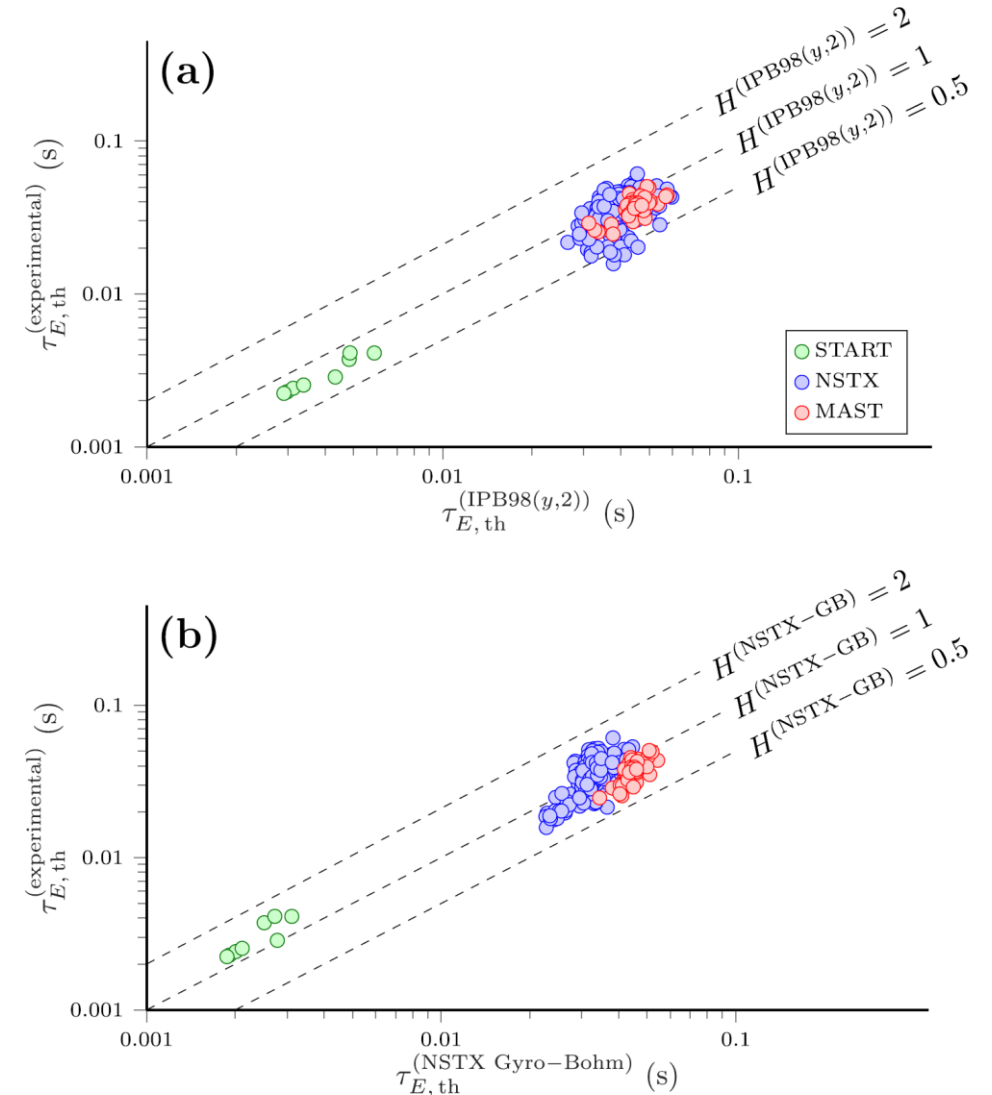 (a)
H^(IPB98(y,2)) = 2
H^(IPB98(y,2)) = 1
H^(IPB98(y,2)) = 0.5
τ_E, th^(experimental) (s)
0.1
0.01
0.001
START
NSTX
MAST
0.001 0.01 0.1
τ_E, th^(IPB98(y,2)) (s)
(b)
H^(NSTX−GB) = 2
H^(NSTX−GB) = 1
H^(NSTX−GB) = 0.5
τ_E, th^(experimental) (s)
0.1
0.01
0.001
0.001 0.01 0.1
τ_E, th^(NSTX Gyro−Bohm) (s)